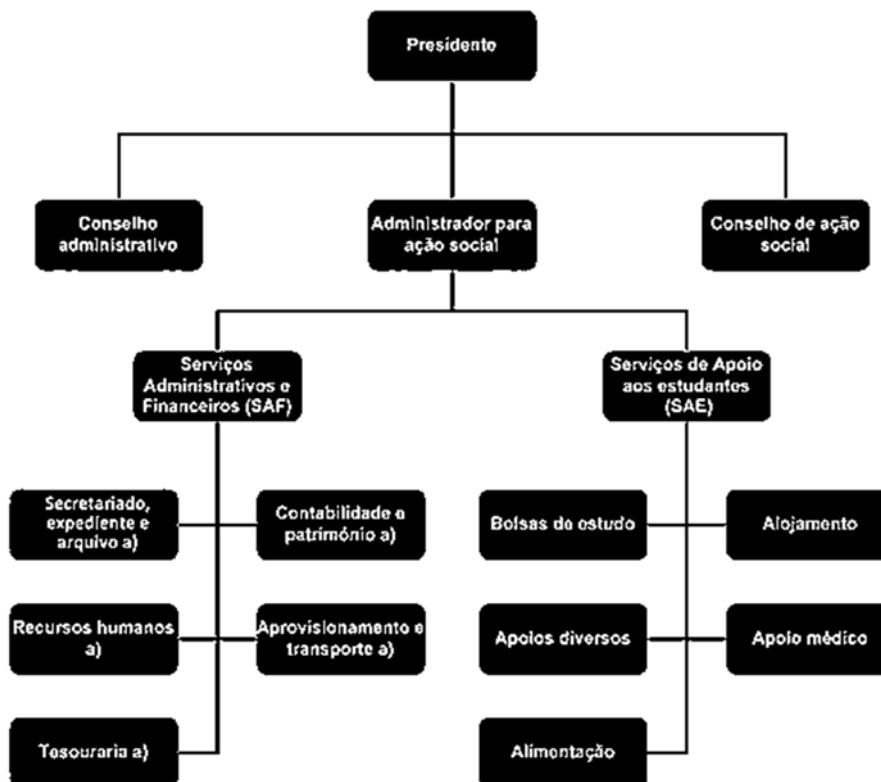 Presidente
Conselho
administrativo
Administrador para
ação social
Conselho de ação
social
Serviços
Administrativos e
Financeiros (SAF)
Serviços de Apoio
aos estudantes
(SAE)
Secretariado,
expediente e
arquivo a)
Contabilidade e
património a)
Bolsas de estudo
Alojamento
Recursos humanos
a)
Aprovisionamento e
transporte a)
Apoios diversos
Apoio médico
Tesouraria a)
Alimentação